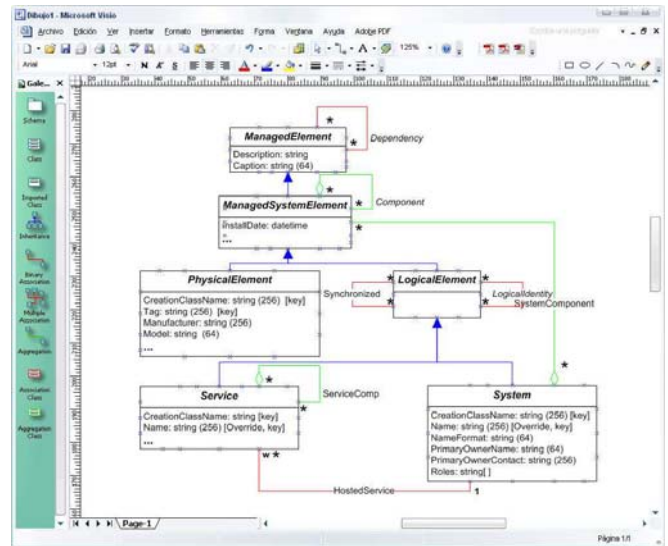 Dibujo1 - Microsoft Visio
Archivo Edición Ver Insertar Formato Herramientas Forma Ventana Ayuda Adobe PDF
125%
Arial 12pt N K S
Gale...
Schema
Class
Imported
Class
Inheritance
Binary
Association
Multiple
Association
Aggregation
Association
Class
Aggregation
Class
ManagedElement
Description: string
Caption: string (64)
* Dependency
*
ManagedSystemElement
InstallDate: datetime
...
* Component
*
*
PhysicalElement
CreationClassName: string (256) [key]
Tag: string (256) [key]
Manufacturer: string (256)
Model: string (64)
...
LogicalElement
* *
* *
Synchronized
LogicalIdentity
SystemComponent
*
Service
CreationClassName: string [key]
Name: string (256) [Override, key]
...
* ServiceComp
*
System
CreationClassName: string (256) [key]
Name: string (256) [Override, key]
NameFormat: string (64)
PrimaryOwnerName: string (64)
PrimaryOwnerContact: string (256)
Roles: string[ ]
w *
HostedService
1
Page-1
Página 1/1